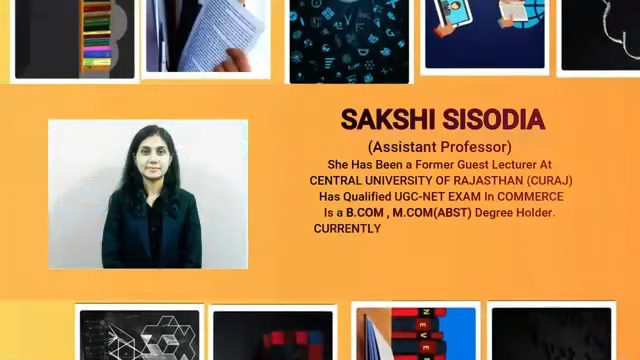 SAKSHI SISODIA
(Assistant Professor)
She Has Been a Former Guest Lecturer At
CENTRAL UNIVERSITY OF RAJASTHAN (CURAJ)
Has Qualified UGC-NET EXAM In COMMERCE
Is a B.COM , M.COM(ABST) Degree Holder.
CURRENTLY